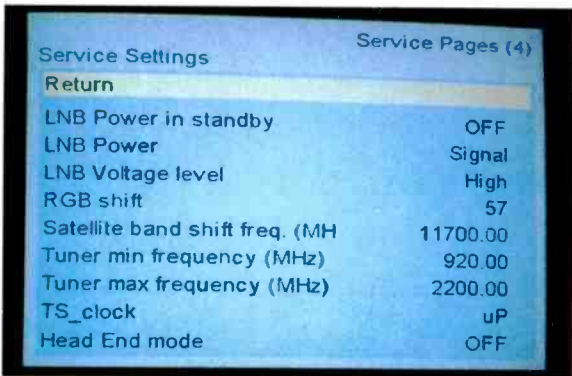 Service Pages (4)
Service Settings
Return
LNB Power in standby OFF
LNB Power Signal
LNB Voltage level High
RGB shift 57
Satellite band shift freq. (MH 11700.00
Tuner min frequency (MHz) 920.00
Tuner max frequency (MHz) 2200.00
TS_clock uP
Head End mode OFF